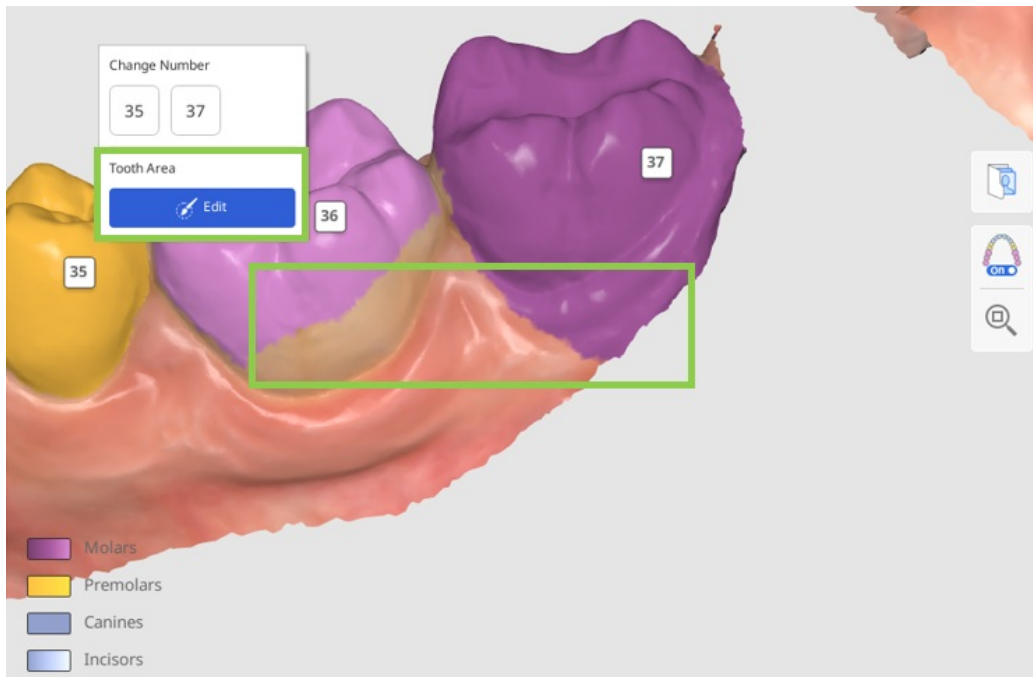 Change Number
35 37
Tooth Area
Edit
37
36
35
On
Molars
Premolars
Canines
Incisors